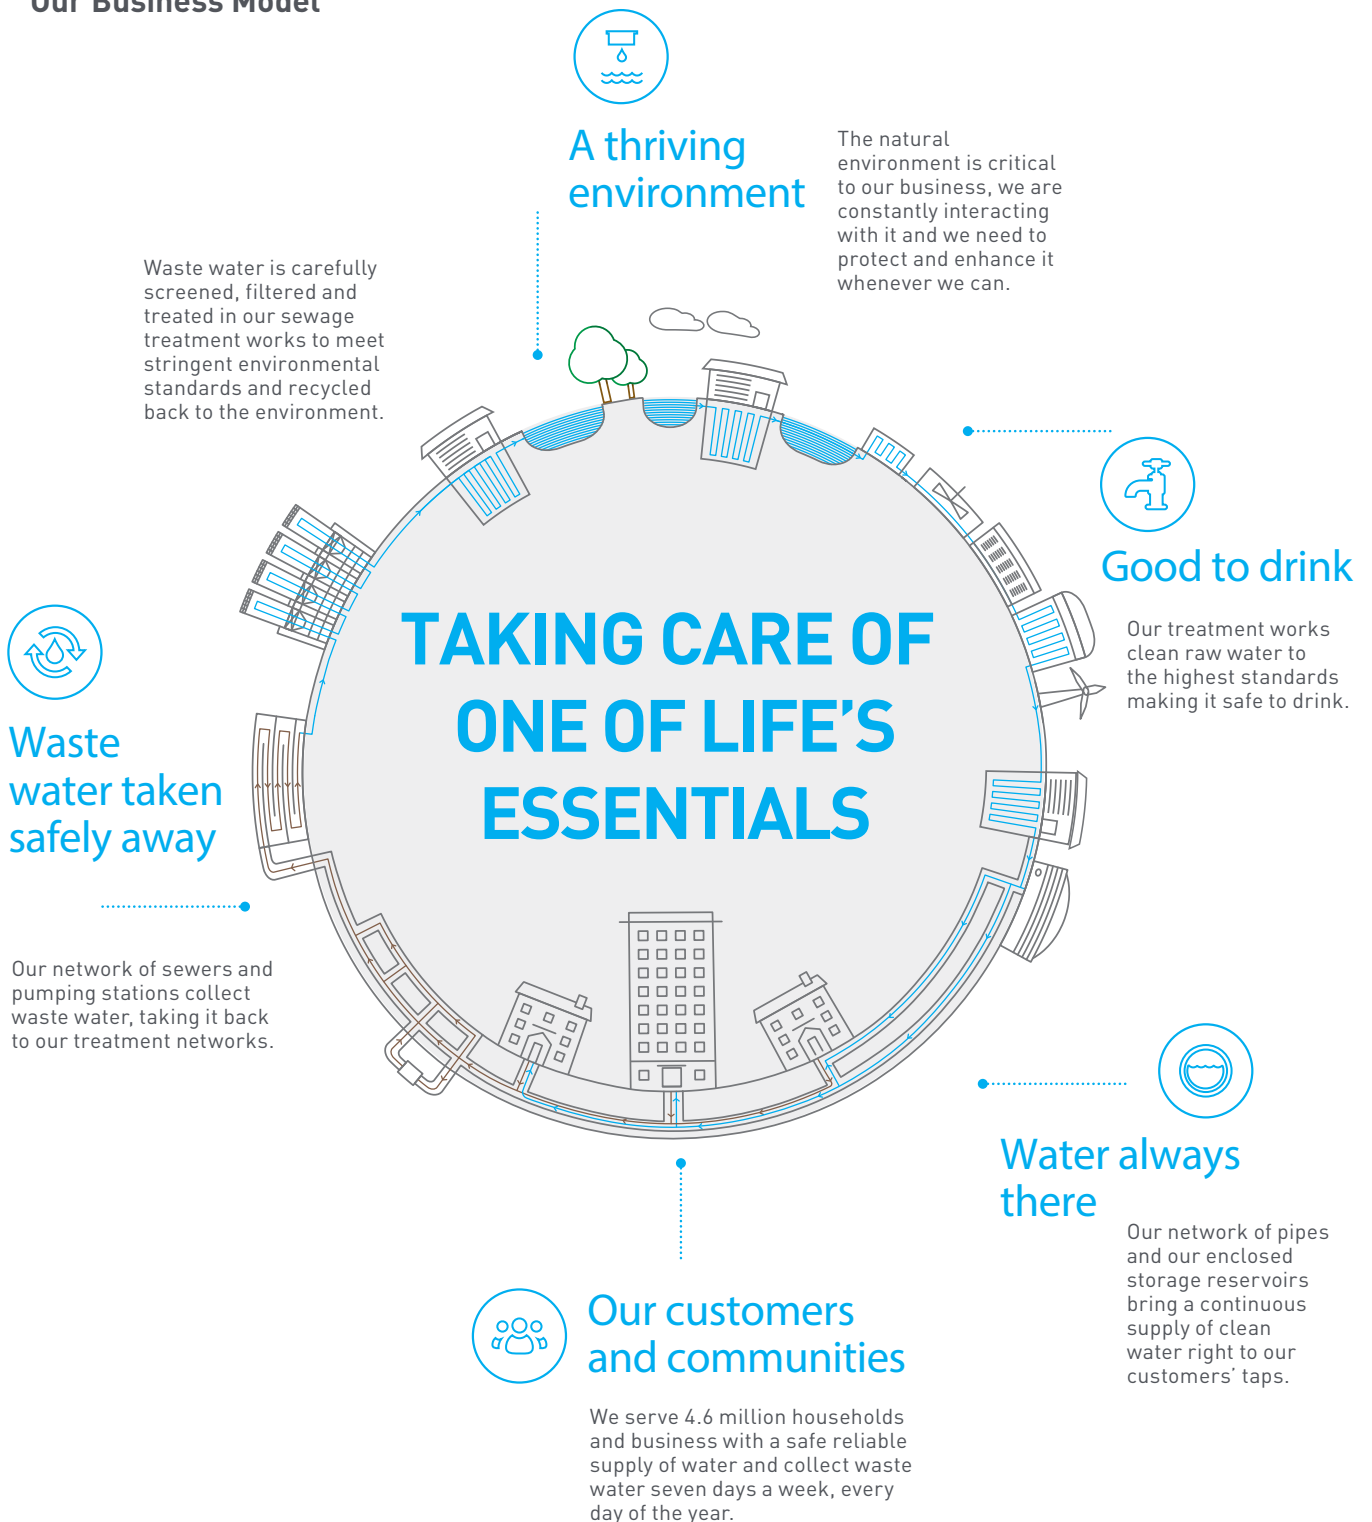 Our Business Model
A thriving
environment
The natural
environment is critical
to our business, we are
constantly interacting
with it and we need to
protect and enhance it
whenever we can.
Waste water is carefully
screened, filtered and
treated in our sewage
treatment works to meet
stringent environmental
standards and recycled
back to the environment.
Good to drink
Our treatment works
clean raw water to
the highest standards
making it safe to drink.
TAKING CARE OF
ONE OF LIFE’S
ESSENTIALS
Waste
water taken
safely away
Our network of sewers and
pumping stations collect
waste water, taking it back
to our treatment networks.
Water always
there
Our network of pipes
and our enclosed
storage reservoirs
bring a continuous
supply of clean
water right to our
customers’ taps.
Our customers
and communities
We serve 4.6 million households
and business with a safe reliable
supply of water and collect waste
water seven days a week, every
day of the year.